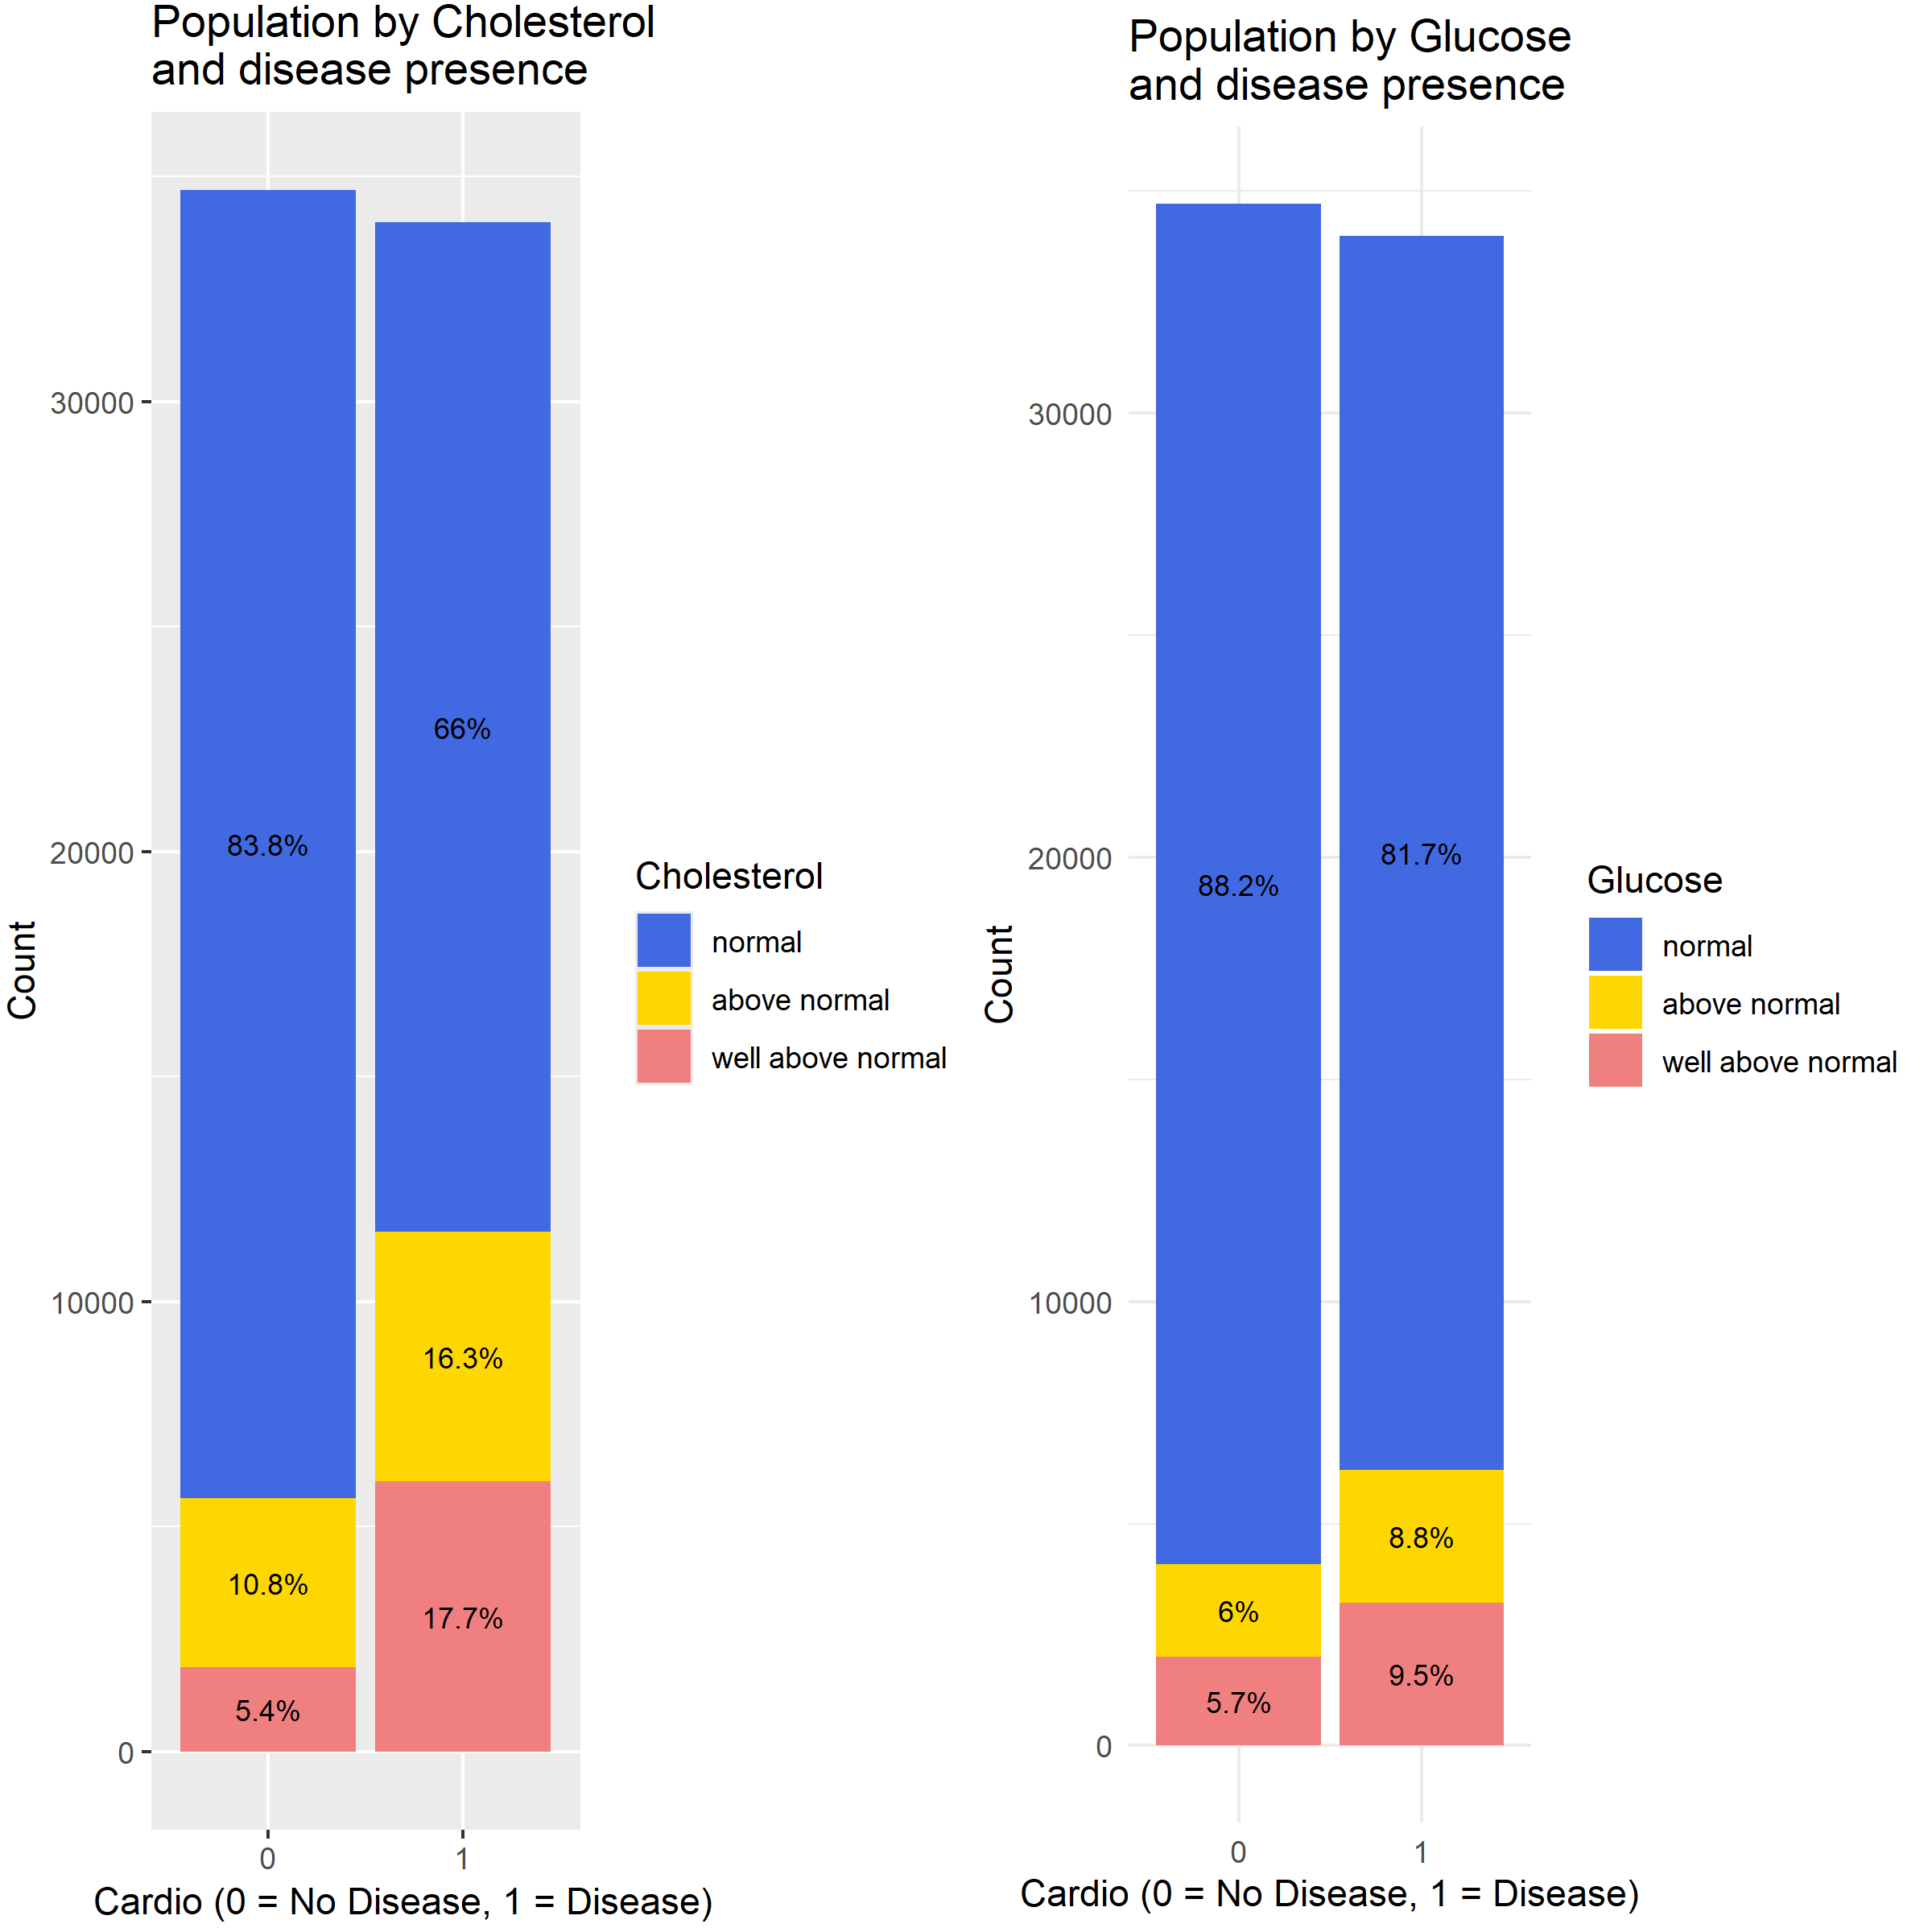 Population by Cholesterol
and disease presence
Count
30000
20000
10000
0
83.8%
66%
16.3%
10.8%
17.7%
5.4%
0
1
Cardio (0 = No Disease, 1 = Disease)
Cholesterol
normal
above normal
well above normal
Population by Glucose
and disease presence
Count
30000
20000
10000
0
88.2%
81.7%
8.8%
6%
9.5%
5.7%
0
1
Cardio (0 = No Disease, 1 = Disease)
Glucose
normal
above normal
well above normal